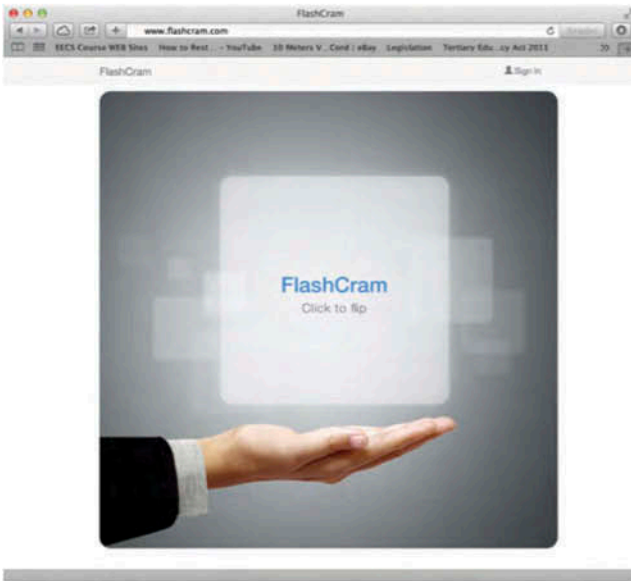 FlashCram
www.flashcram.com
Reader
EECS Course WEB Sites How to Rest... - YouTube 10 Meters V...Cord : eBay Legislation Tertiary Edu...cy Act 2011
FlashCram Sign in
FlashCram
Click to flip